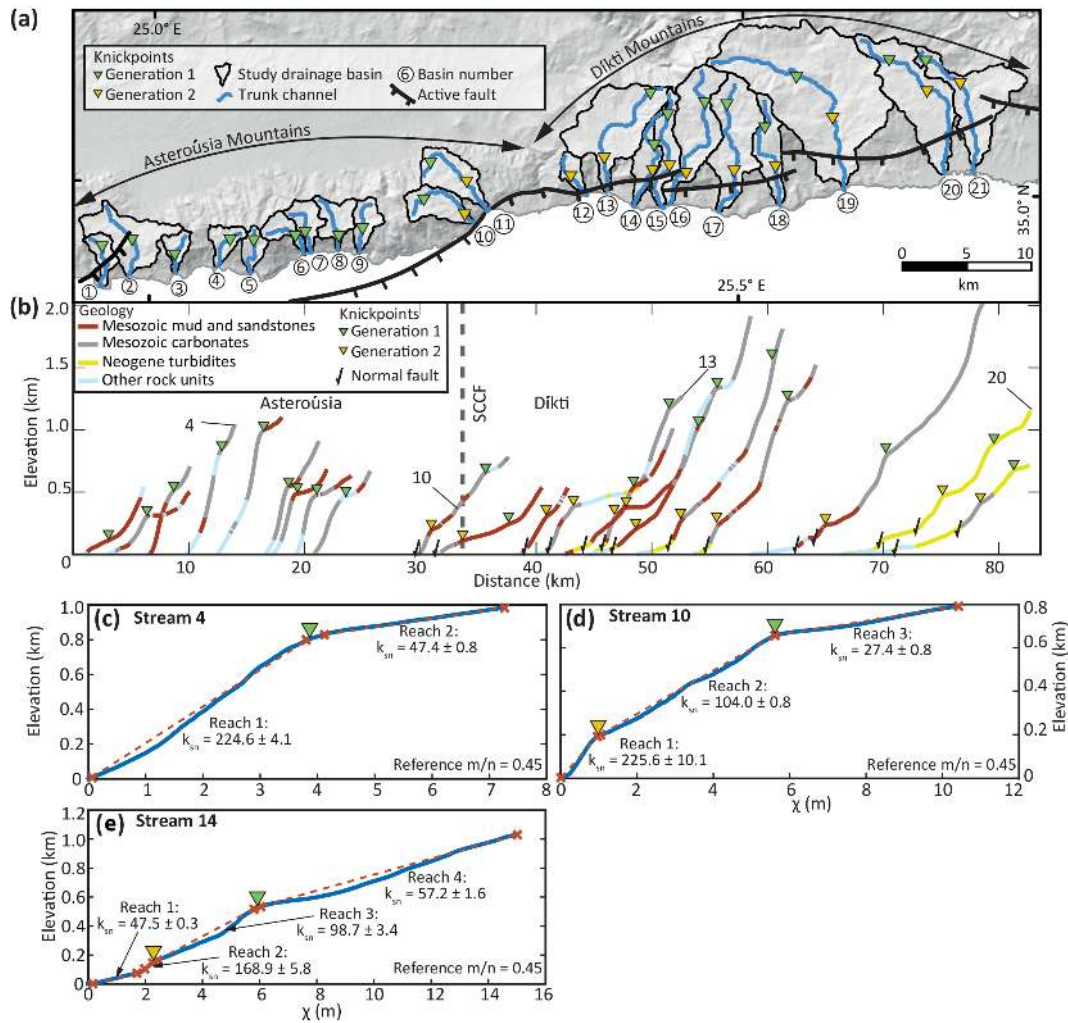 (a)
25.0° E
Knickpoints
Generation 1
Generation 2
Study drainage basin
Trunk channel
6 Basin number
Active fault
Asteroúsia Mountains
Díkti Mountains
1
2
3
4
5
6
7
8
9
10
11
12
13
14
15
16
17
18
19
20
21
35.0° N
25.5° E
0 5 10
km
(b)
2.0
1.5
1.0
0.5
0
Elevation (km)
Geology
Mesozoic mud and sandstones
Mesozoic carbonates
Neogene turbidites
Other rock units
Knickpoints
Generation 1
Generation 2
Normal fault
Asteroúsia
SCCF
Díkti
4
10
13
20
10 20 30 40 50 60 70 80
Distance (km)
(c) Stream 4
1.0
0.8
0.6
0.4
0.2
0
Elevation (km)
Reach 2:
ksn = 47.4 ± 0.8
Reach 1:
ksn = 224.6 ± 4.1
Reference m/n = 0.45
0 1 2 3 4 5 6 7 8
(d) Stream 10
0.8
0.6
0.4
0.2
0
Elevation (km)
Reach 3:
ksn = 27.4 ± 0.8
Reach 2:
ksn = 104.0 ± 0.8
Reach 1:
ksn = 225.6 ± 10.1
Reference m/n = 0.45
0 2 4 6 8 10 12
χ (m)
(e) Stream 14
1.2
1.0
0.8
0.6
0.4
0.2
0
Elevation (km)
Reach 1:
ksn = 47.5 ± 0.3
Reach 4:
ksn = 57.2 ± 1.6
Reach 3:
ksn = 98.7 ± 3.4
Reach 2:
ksn = 168.9 ± 5.8
Reference m/n = 0.45
0 2 4 6 8 10 12 14 16
χ (m)